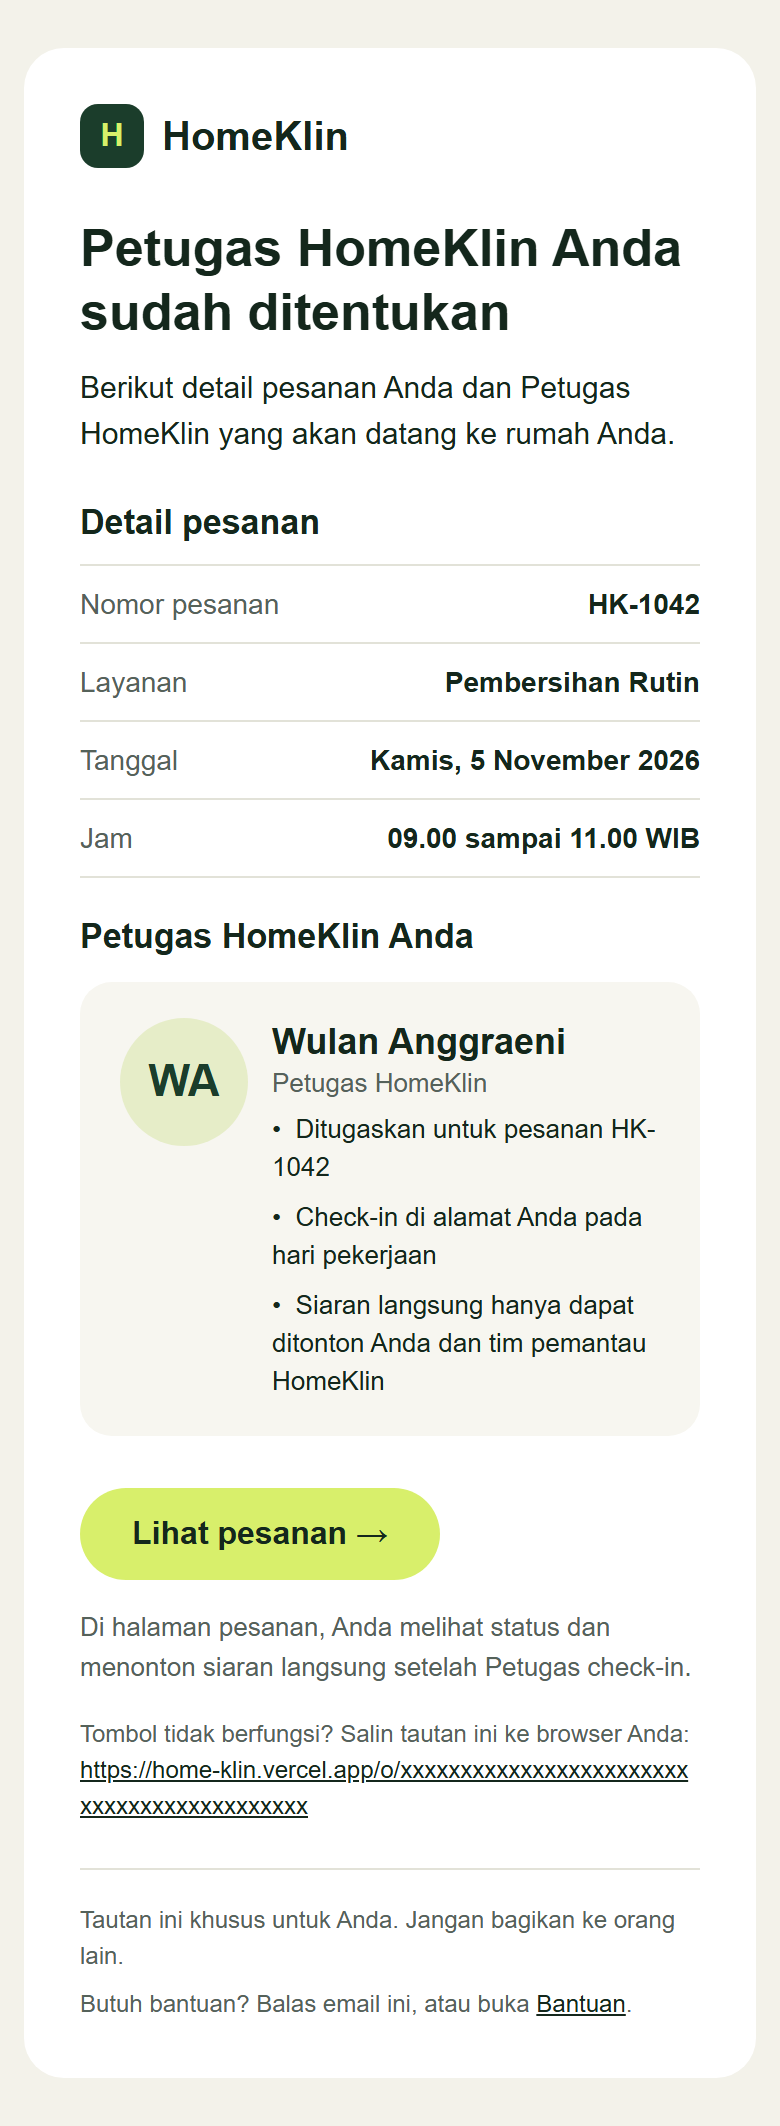 H HomeKlin
Petugas HomeKlin Anda
sudah ditentukan
Berikut detail pesanan Anda dan Petugas
HomeKlin yang akan datang ke rumah Anda.
Detail pesanan
Nomor pesanan HK-1042
Layanan Pembersihan Rutin
Tanggal Kamis, 5 November 2026
Jam 09.00 sampai 11.00 WIB
Petugas HomeKlin Anda
WA
Wulan Anggraeni
Petugas HomeKlin
• Ditugaskan untuk pesanan HK-
1042
• Check-in di alamat Anda pada
hari pekerjaan
• Siaran langsung hanya dapat
ditonton Anda dan tim pemantau
HomeKlin
Lihat pesanan →
Di halaman pesanan, Anda melihat status dan
menonton siaran langsung setelah Petugas check-in.
Tombol tidak berfungsi? Salin tautan ini ke browser Anda:
https://home-klin.vercel.app/o/xxxxxxxxxxxxxxxxxxxxxxxx
xxxxxxxxxxxxxxxxxxx
Tautan ini khusus untuk Anda. Jangan bagikan ke orang
lain.
Butuh bantuan? Balas email ini, atau buka Bantuan.